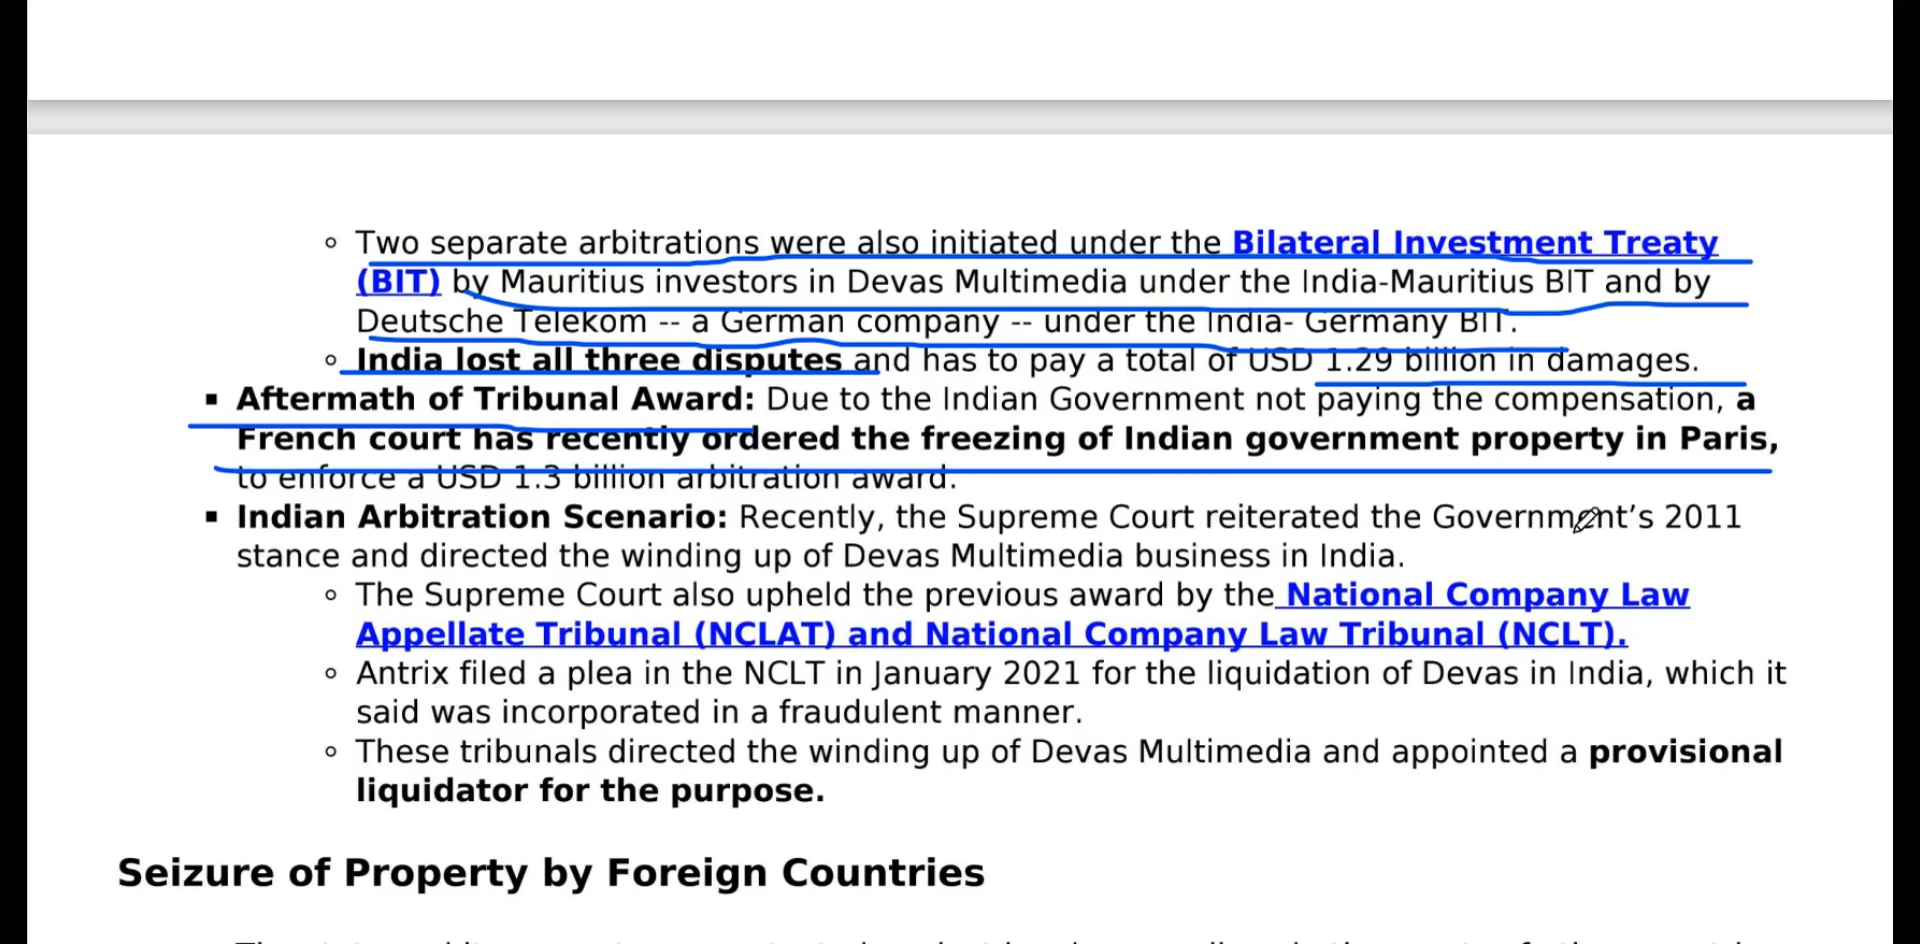 Two separate arbitrations were also initiated under the Bilateral Investment Treaty
(BIT) by Mauritius investors in Devas Multimedia under the India-Mauritius BIT and by
Deutsche Telekom -- a German company -- under the India- Germany BIT.
India lost all three disputes and has to pay a total of USD 1.29 billion in damages.
Aftermath of Tribunal Award: Due to the Indian Government not paying the compensation, a
French court has recently ordered the freezing of Indian government property in Paris,
to enforce a USD 1.3 billion arbitration award.
Indian Arbitration Scenario: Recently, the Supreme Court reiterated the Government’s 2011
stance and directed the winding up of Devas Multimedia business in India.
The Supreme Court also upheld the previous award by the National Company Law
Appellate Tribunal (NCLAT) and National Company Law Tribunal (NCLT).
Antrix filed a plea in the NCLT in January 2021 for the liquidation of Devas in India, which it
said was incorporated in a fraudulent manner.
These tribunals directed the winding up of Devas Multimedia and appointed a provisional
liquidator for the purpose.
Seizure of Property by Foreign Countries